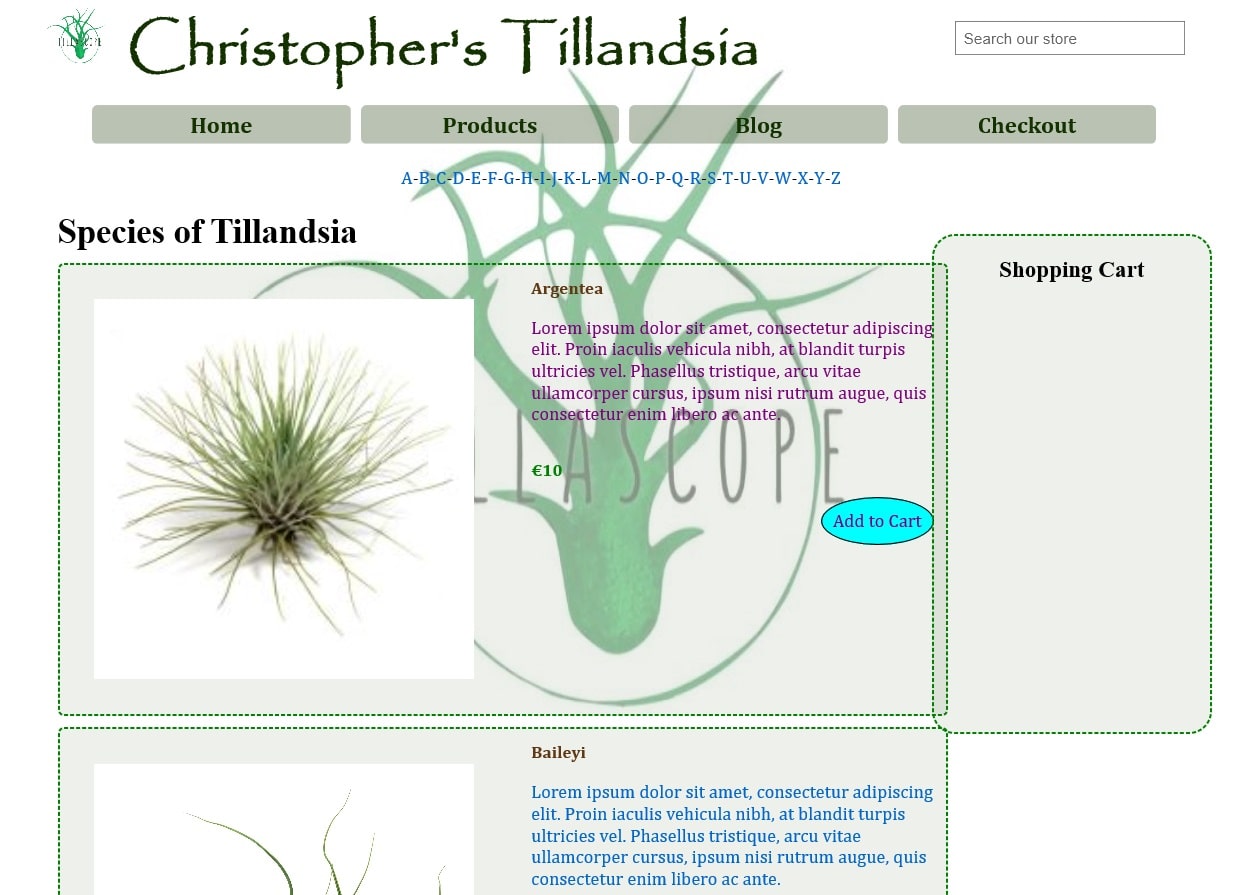 Christopher's Tillandsia
Search our store
Home
Products
Blog
Checkout
A-B-C-D-E-F-G-H-I-J-K-L-M-N-O-P-Q-R-S-T-U-V-W-X-Y-Z
Species of Tillandsia
Shopping Cart
Argentea
Lorem ipsum dolor sit amet, consectetur adipiscing
elit. Proin iaculis vehicula nibh, at blandit turpis
ultricies vel. Phasellus tristique, arcu vitae
ullamcorper cursus, ipsum nisi rutrum augue, quis
consectetur enim libero ac ante.
LLASCOPE
€10
Add to Cart
Baileyi
Lorem ipsum dolor sit amet, consectetur adipiscing
elit. Proin iaculis vehicula nibh, at blandit turpis
ultricies vel. Phasellus tristique, arcu vitae
ullamcorper cursus, ipsum nisi rutrum augue, quis
consectetur enim libero ac ante.